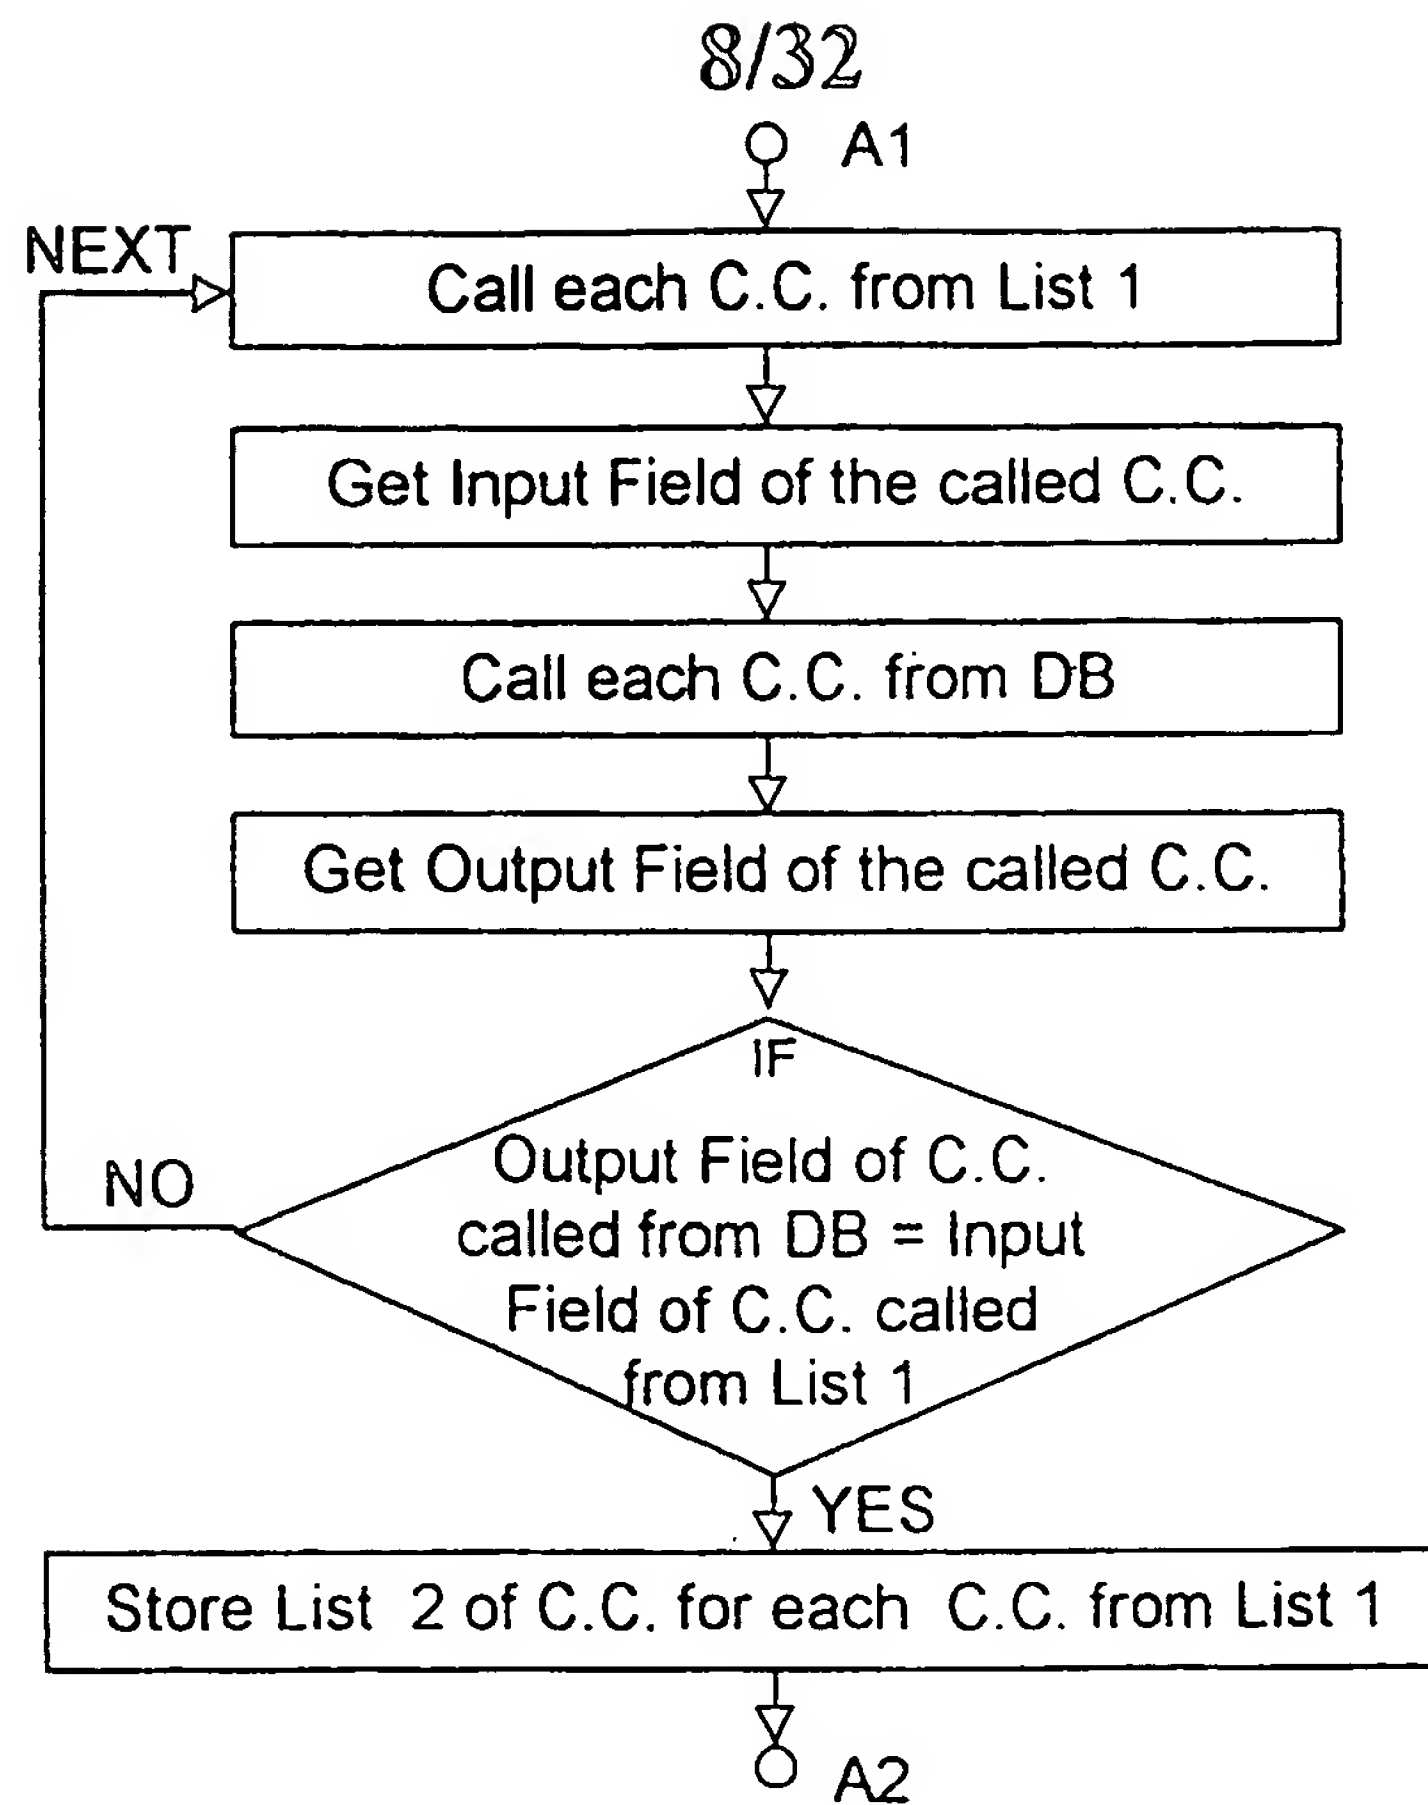 8/32
A1
NEXT
Call each C.C. from List 1
Get Input Field of the called C.C.
Call each C.C. from DB
Get Output Field of the called C.C.
IF
Output Field of C.C.
called from DB = Input
Field of C.C. called
from List 1
NO
YES
Store List 2 of C.C. for each C.C. from List 1
A2